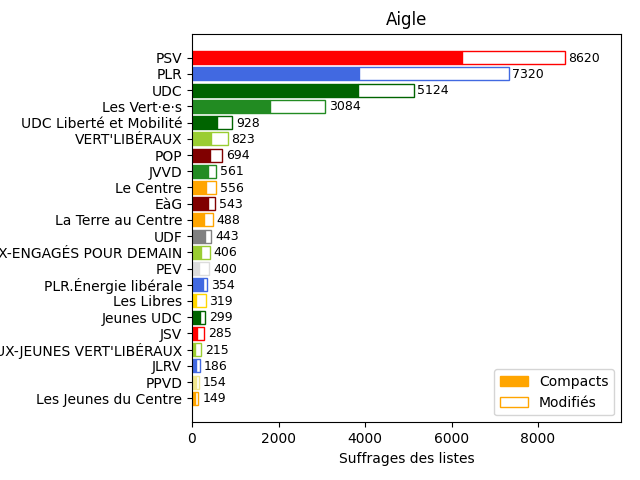 Aigle
PSV 8620
PLR 7320
UDC 5124
Les Vert·e·s 3084
UDC Liberté et Mobilité 928
VERT'LIBÉRAUX 823
POP 694
JVVD 561
Le Centre 556
EàG 543
La Terre au Centre 488
UDF 443
X-ENGAGÉS POUR DEMAIN 406
PEV 400
PLR.Énergie libérale 354
Les Libres 319
Jeunes UDC 299
JSV 285
UX-JEUNES VERT'LIBÉRAUX 215
JLRV 186
PPVD 154
Les Jeunes du Centre 149
Compacts
Modifiés
0 2000 4000 6000 8000
Suffrages des listes